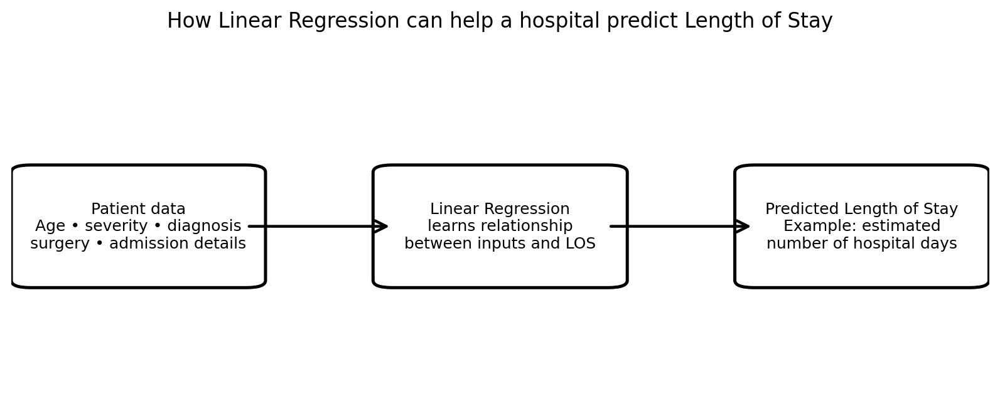 How Linear Regression can help a hospital predict Length of Stay
Patient data
Age • severity • diagnosis
surgery • admission details
Linear Regression
learns relationship
between inputs and LOS
Predicted Length of Stay
Example: estimated
number of hospital days